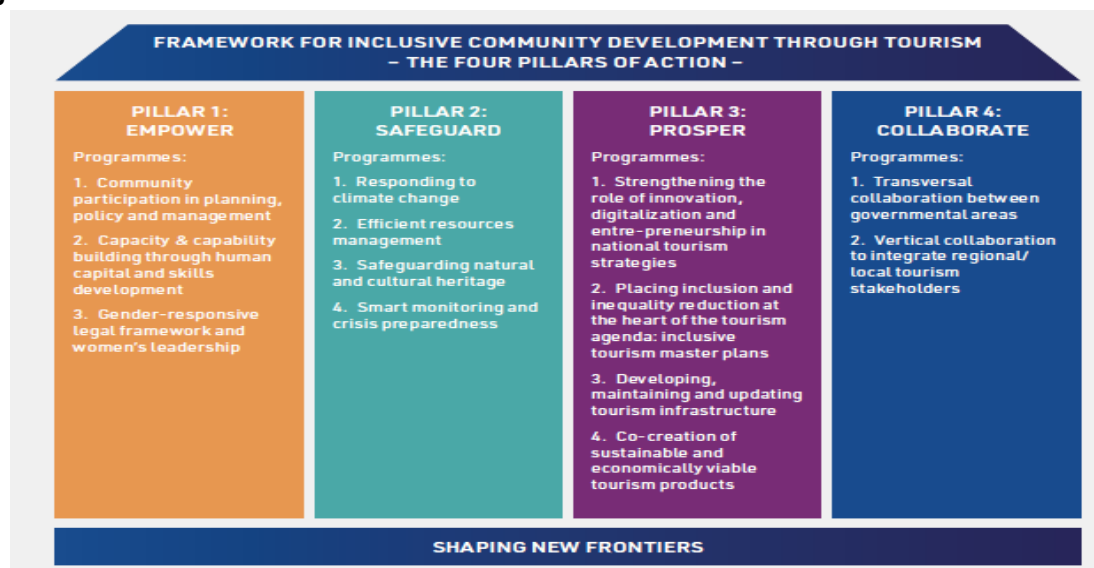 FRAMEWORK FOR INCLUSIVE COMMUNITY DEVELOPMENT THROUGH TOURISM
– THE FOUR PILLARS OF ACTION –
PILLAR 1:
EMPOWER
Programmes:
1. Community
participation in planning,
policy and management
2. Capacity & capability
building through human
capital and skills
development
3. Gender-responsive
legal framework and
women's leadership
PILLAR 2:
SAFEGUARD
Programmes:
1. Responding to
climate change
2. Efficient resources
management
3. Safeguarding natural
and cultural heritage
4. Smart monitoring and
crisis preparedness
PILLAR 3:
PROSPER
Programmes:
1. Strengthening the
role of innovation,
digitalization and
entre-preneurship in
national tourism
strategies
2. Placing inclusion and
inequality reduction at
the heart of the tourism
agenda: inclusive
tourism master plans
3. Developing,
maintaining and updating
tourism infrastructure
4. Co-creation of
sustainable and
economically viable
tourism products
PILLAR 4:
COLLABORATE
Programmes:
1. Transversal
collaboration between
governmental areas
2. Vertical collaboration
to integrate regional/
local tourism
stakeholders
SHAPING NEW FRONTIERS